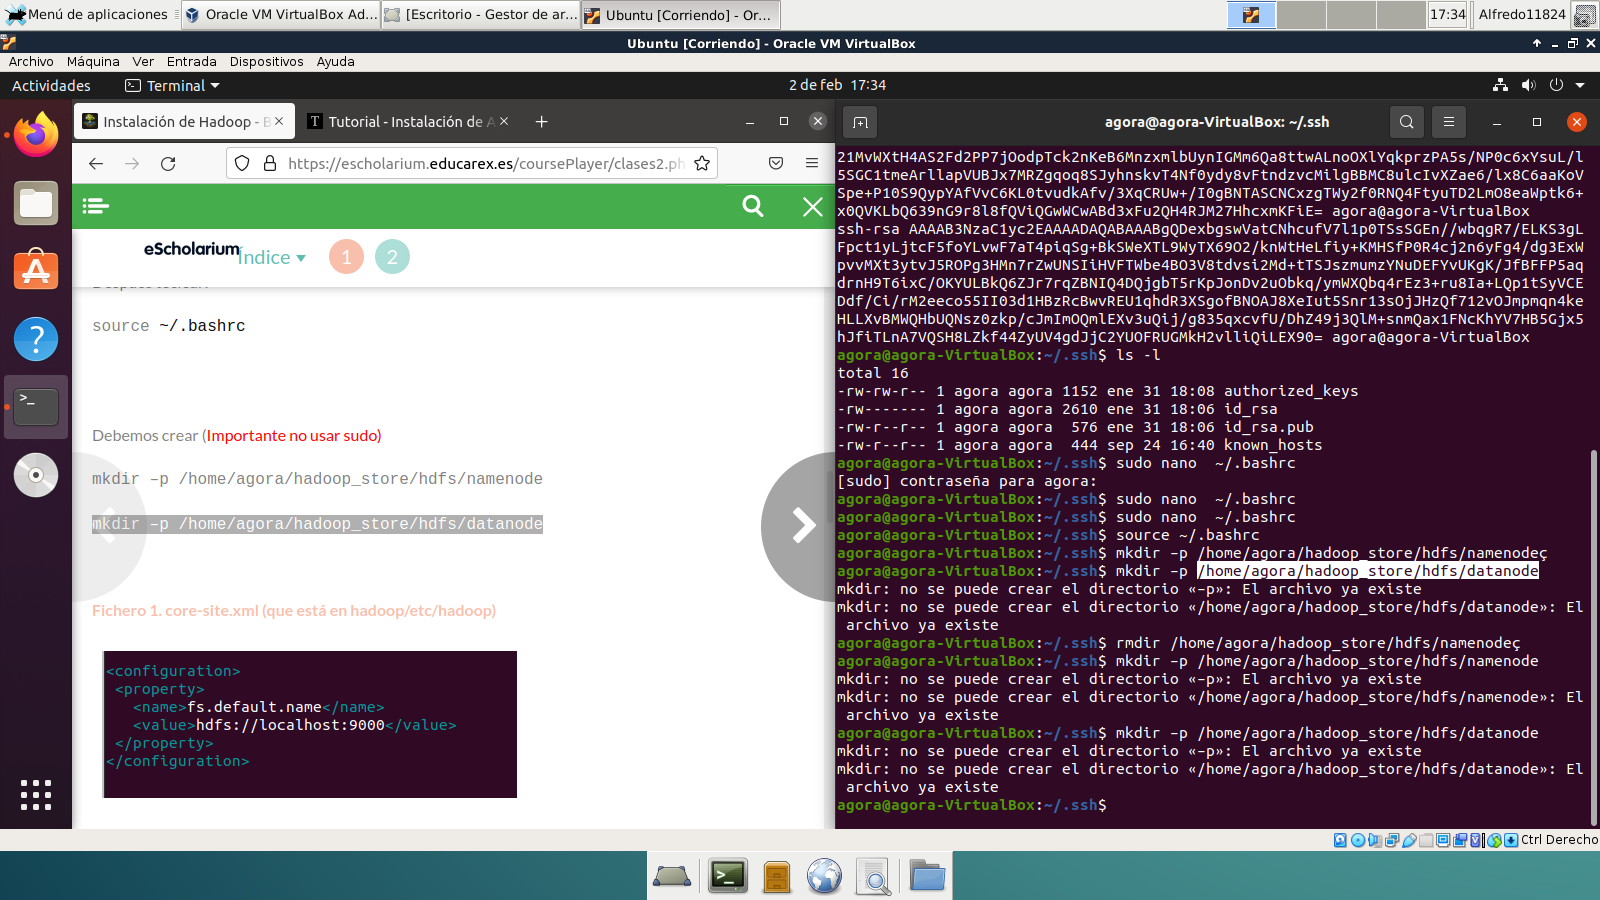 Menú de aplicaciones
Oracle VM VirtualBox Ad...
[Escritorio - Gestor de ar...
Ubuntu [Corriendo] - Or...
17:34
Alfredo11824
Ubuntu [Corriendo] - Oracle VM VirtualBox
Archivo Máquina Ver Entrada Dispositivos Ayuda
Actividades
Terminal
2 de feb 17:34
Instalación de Hadoop - B
Tutorial - Instalación de A
https://escholarium.educarex.es/coursePlayer/clases2.ph
eScholarium
Índice
1
2
source ~/.bashrc
Debemos crear (Importante no usar sudo)
mkdir –p /home/agora/hadoop_store/hdfs/namenode
mkdir –p /home/agora/hadoop_store/hdfs/datanode
Fichero 1. core-site.xml (que está en hadoop/etc/hadoop)
<configuration>
<property>
<name>fs.default.name</name>
<value>hdfs://localhost:9000</value>
</property>
</configuration>
agora@agora-VirtualBox: ~/.ssh
21MvWXtH4AS2Fd2PP7jOodpTck2nKeB6MnzxmlbUynIGMm6Qa8ttwALnoOXlYqkprzPA5s/NP0c6xYsuL/l
5SGC1tmeArllapVUBJx7MRZgqoq8SJyhnskvT4Nf0ydy8vFtndzvcMilgBBMC8ulcIvXZae6/lx8C6aaKoV
Spe+P10S9QypYAfVvC6KL0tvudkAfv/3XqCRUw+/I0gBNTASCNCxzgTWy2f0RNQ4FtyuTD2LmO8eaWptk6+
x0QVKLbQ639nG9r8l8fQViQGwWCwABd3xFu2QH4RJM27HhcxmKFiE= agora@agora-VirtualBox
ssh-rsa AAAAB3NzaC1yc2EAAAADAQABAAABgQDexbgswVatCNhcufV7l1p0TSsSGEn//wbqgR7/ELKS3gL
Fpct1yLjtcF5foYLvwF7aT4piqSg+BkSWeXTL9WyTX69O2/knWtHeLfiy+KMHSfP0R4cj2n6yFg4/dg3ExW
pvvMXt3ytvJ5ROPg3HMn7rZwUNSIiHVFTWbe4BO3V8tdvsi2Md+tTSJszmumzYNuDEFYvUKgK/JfBFFP5aq
drnH9T6ixC/OKYULBkQ6ZJr7rqZBNIQ4DQjgbT5rKpJonDv2uObkq/ymWXQbq4rEz3+ru8Ia+LQp1tSyVCE
Ddf/Ci/rM2eeco55II03d1HBzRcBwvREU1qhdR3XSgofBNOAJ8XeIut5Snr13sOjJHzQf712vOJmpmqn4ke
HLLXvBMWQHbUQNsz0zkp/cJmImOQmlEXv3uQij/g835qxcvfU/DhZ49j3QlM+snmQax1FNcKhYV7HB5Gjx5
hJfiTLnA7VQSH8LZkf44ZyUV4gdJjC2YUOFRUGMkH2vlliQiLEX90= agora@agora-VirtualBox
agora@agora-VirtualBox:~/.ssh$ ls -l
total 16
-rw-rw-r-- 1 agora agora 1152 ene 31 18:08 authorized_keys
-rw------- 1 agora agora 2610 ene 31 18:06 id_rsa
-rw-r--r-- 1 agora agora  576 ene 31 18:06 id_rsa.pub
-rw-r--r-- 1 agora agora  444 sep 24 16:40 known_hosts
agora@agora-VirtualBox:~/.ssh$ sudo nano  ~/.bashrc
[sudo] contraseña para agora:
agora@agora-VirtualBox:~/.ssh$ sudo nano  ~/.bashrc
agora@agora-VirtualBox:~/.ssh$ sudo nano  ~/.bashrc
agora@agora-VirtualBox:~/.ssh$ source ~/.bashrc
agora@agora-VirtualBox:~/.ssh$ mkdir –p /home/agora/hadoop_store/hdfs/namenodeç
agora@agora-VirtualBox:~/.ssh$ mkdir –p /home/agora/hadoop_store/hdfs/datanode
mkdir: no se puede crear el directorio «–p»: El archivo ya existe
mkdir: no se puede crear el directorio «/home/agora/hadoop_store/hdfs/datanode»: El
archivo ya existe
agora@agora-VirtualBox:~/.ssh$ rmdir /home/agora/hadoop_store/hdfs/namenodeç
agora@agora-VirtualBox:~/.ssh$ mkdir –p /home/agora/hadoop_store/hdfs/namenode
mkdir: no se puede crear el directorio «–p»: El archivo ya existe
mkdir: no se puede crear el directorio «/home/agora/hadoop_store/hdfs/namenode»: El
archivo ya existe
agora@agora-VirtualBox:~/.ssh$ mkdir –p /home/agora/hadoop_store/hdfs/datanode
mkdir: no se puede crear el directorio «–p»: El archivo ya existe
mkdir: no se puede crear el directorio «/home/agora/hadoop_store/hdfs/datanode»: El
archivo ya existe
agora@agora-VirtualBox:~/.ssh$
Ctrl Derecho